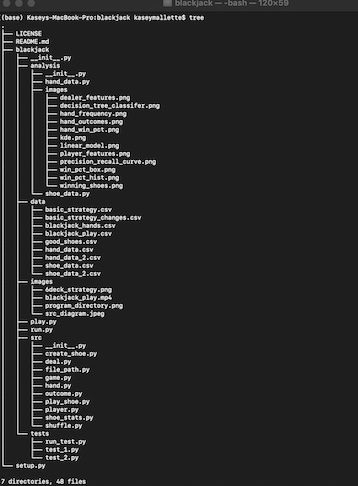 blackjack — -bash — 120×59
(base) Kaseys-MacBook-Pro:blackjack kaseymallette$ tree
.
├── LICENSE
├── README.md
├── blackjack
│   ├── __init__.py
│   ├── analysis
│   │   ├── __init__.py
│   │   ├── hand_data.py
│   │   ├── images
│   │   │   ├── dealer_features.png
│   │   │   ├── decision_tree_classifer.png
│   │   │   ├── hand_frequency.png
│   │   │   ├── hand_outcomes.png
│   │   │   ├── hand_win_pct.png
│   │   │   ├── kde.png
│   │   │   ├── linear_model.png
│   │   │   ├── player_features.png
│   │   │   ├── precision_recall_curve.png
│   │   │   ├── win_pct_box.png
│   │   │   ├── win_pct_hist.png
│   │   │   └── winning_shoes.png
│   │   └── shoe_data.py
│   ├── data
│   │   ├── basic_strategy.csv
│   │   ├── basic_strategy_changes.csv
│   │   ├── blackjack_hands.csv
│   │   ├── blackjack_play.csv
│   │   ├── good_shoes.csv
│   │   ├── hand_data.csv
│   │   ├── hand_data_2.csv
│   │   ├── shoe_data.csv
│   │   └── shoe_data_2.csv
│   ├── images
│   │   ├── 6deck_strategy.png
│   │   ├── blackjack_play.mp4
│   │   ├── program_directory.png
│   │   └── src_diagram.jpeg
│   ├── play.py
│   ├── run.py
│   ├── src
│   │   ├── __init__.py
│   │   ├── create_shoe.py
│   │   ├── deal.py
│   │   ├── file_path.py
│   │   ├── game.py
│   │   ├── hand.py
│   │   ├── outcome.py
│   │   ├── play_shoe.py
│   │   ├── player.py
│   │   ├── shoe_stats.py
│   │   └── shuffle.py
│   └── tests
│       ├── run_test.py
│       ├── test_1.py
│       └── test_2.py
└── setup.py
7 directories, 48 files